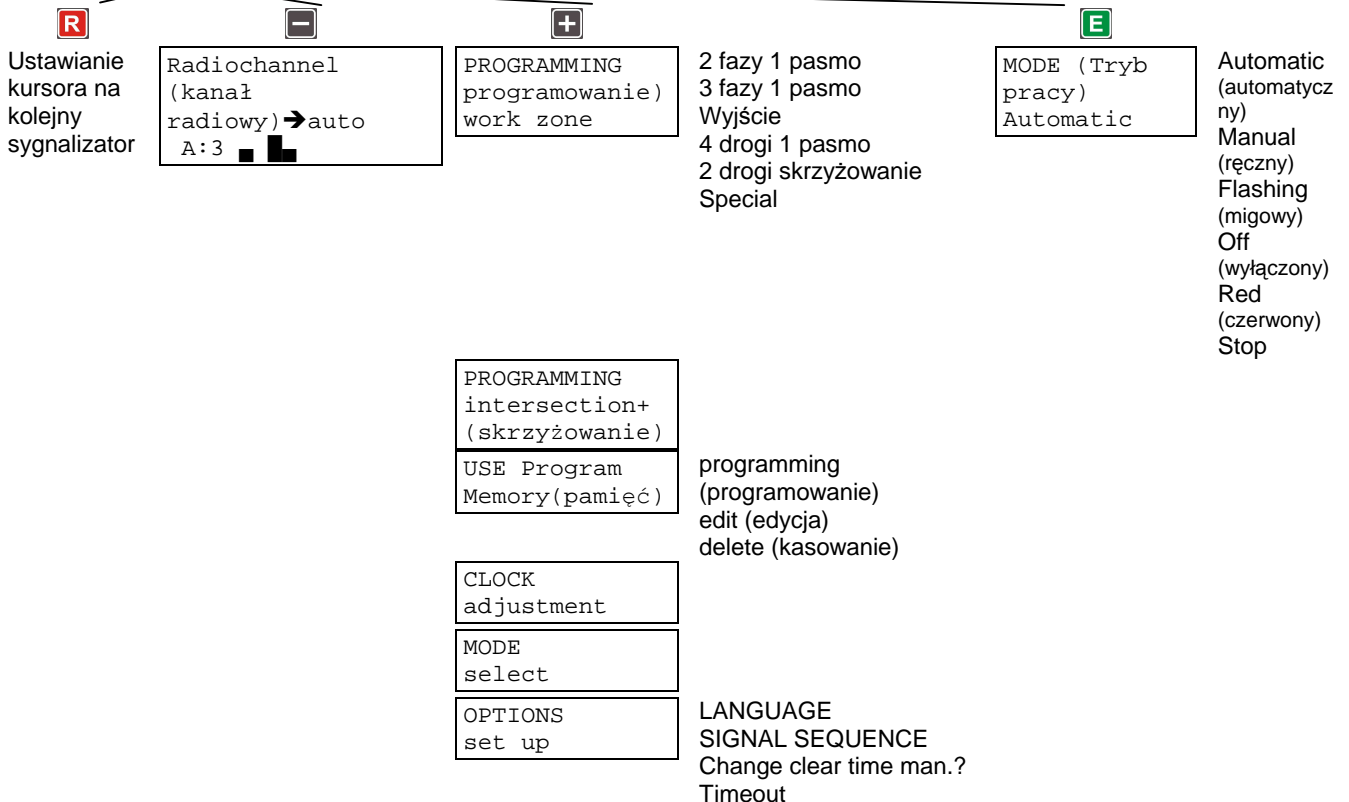 R
−
+
E
Ustawianie
kursora na
kolejny
sygnalizator
Radiochannel
(kanał
radiowy)➔auto
A:3
PROGRAMMING
programowanie)
work zone
2 fazy 1 pasmo
3 fazy 1 pasmo
Wyjście
4 drogi 1 pasmo
2 drogi skrzyżowanie
Special
MODE (Tryb
pracy)
Automatic
Automatic
(automatycz
ny)
Manual
(ręczny)
Flashing
(migowy)
Off
(wyłączony)
Red
(czerwony)
Stop
PROGRAMMING
intersection+
(skrzyżowanie)
USE Program
Memory(pamięć)
programming
(programowanie)
edit (edycja)
delete (kasowanie)
CLOCK
adjustment
MODE
select
OPTIONS
set up
LANGUAGE
SIGNAL SEQUENCE
Change clear time man.?
Timeout